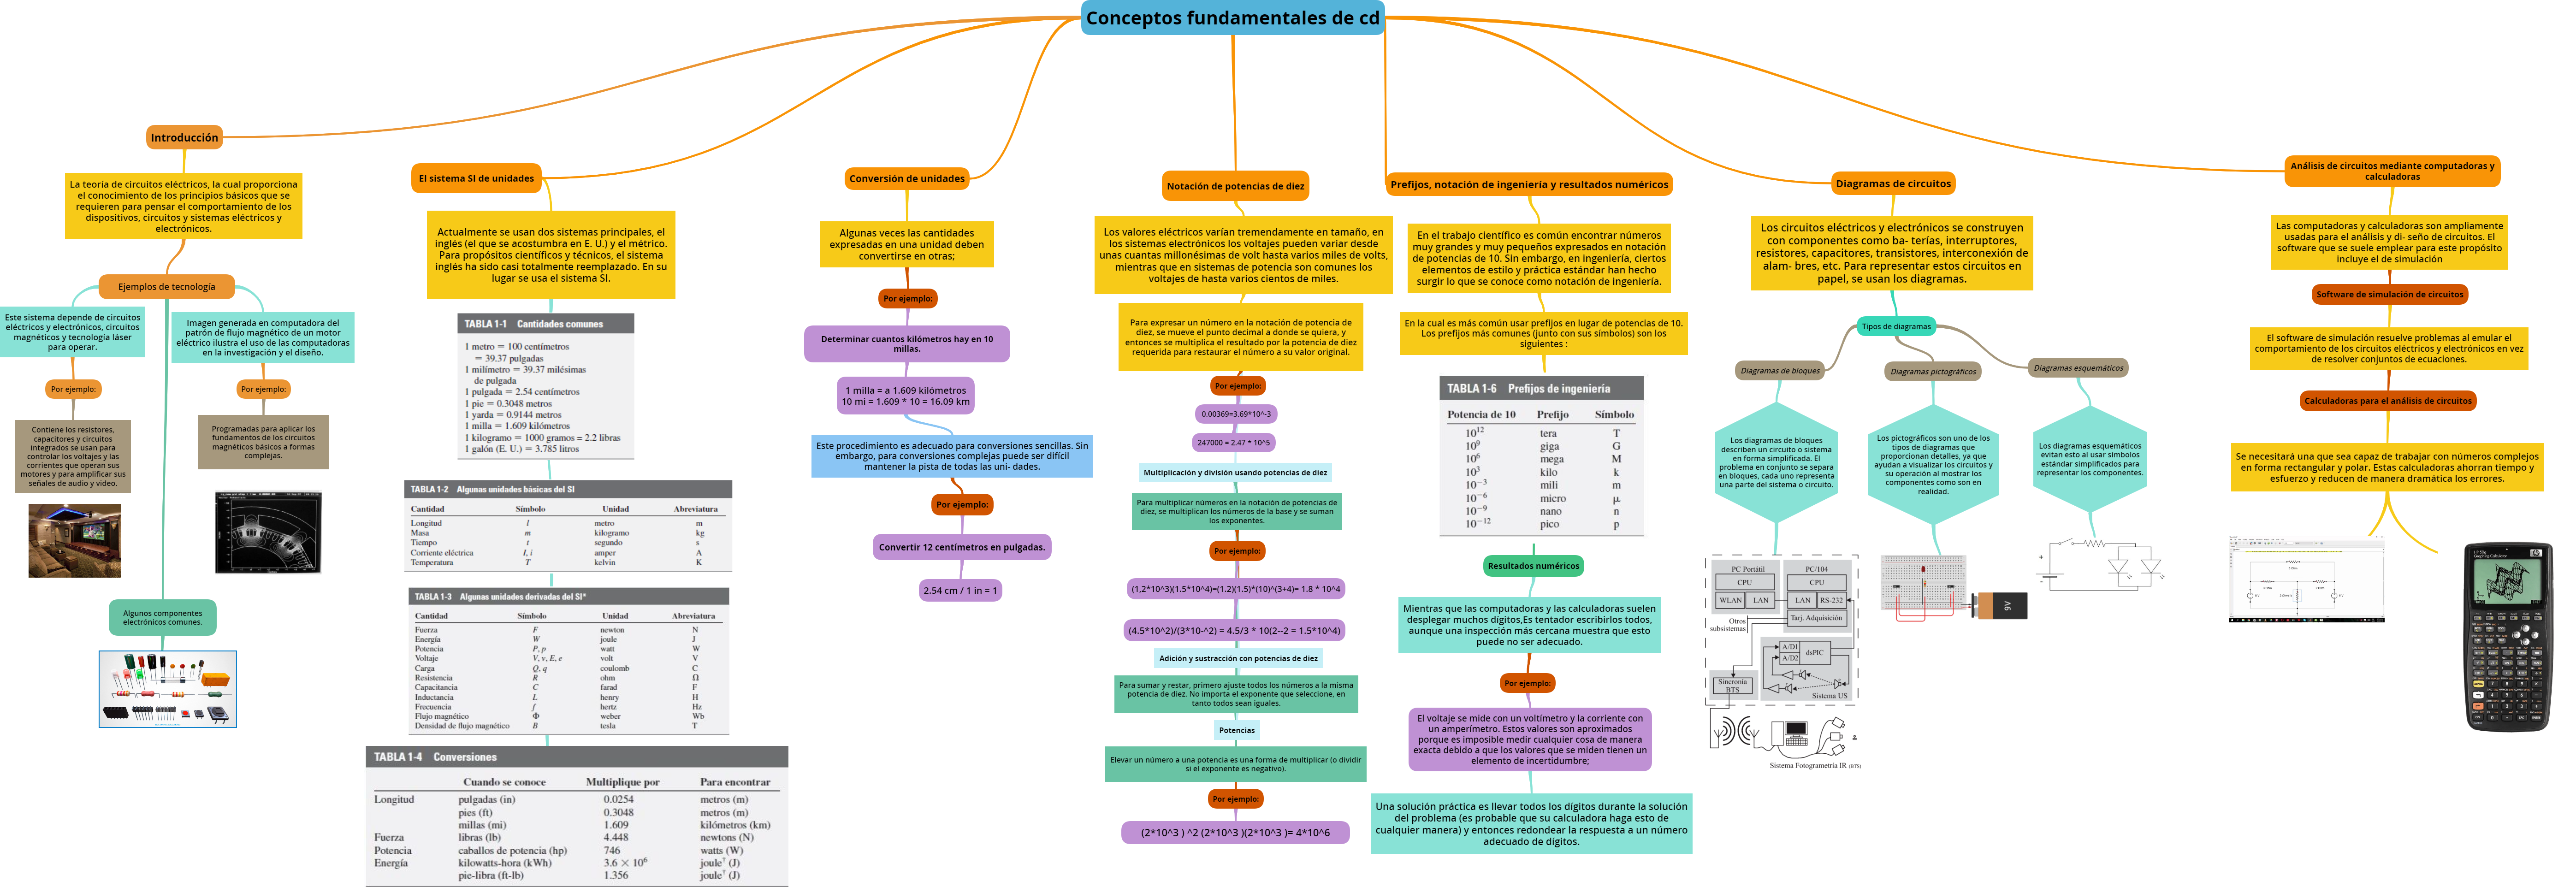 Conceptos fundamentales de cd
Introducción
La teoría de circuitos eléctricos, la cual proporciona
el conocimiento de los principios básicos que se
requieren para pensar el comportamiento de los
dispositivos, circuitos y sistemas eléctricos y
electrónicos.
Ejemplos de tecnología
Este sistema depende de circuitos
eléctricos y electrónicos, circuitos
magnéticos y tecnología láser
para operar.
Por ejemplo:
Contiene los resistores,
capacitores y circuitos
integrados se usan para
controlar los voltajes y las
corrientes que operan sus
motores y para amplificar sus
señales de audio y video.
Imagen generada en computadora del
patrón de flujo magnético de un motor
eléctrico ilustra el uso de las computadoras
en la investigación y el diseño.
Por ejemplo:
Programadas para aplicar los
fundamentos de los circuitos
magnéticos básicos a formas
complejas.
Algunos componentes
electrónicos comunes.
El sistema SI de unidades
Actualmente se usan dos sistemas principales, el
inglés (el que se acostumbra en E. U.) y el métrico.
Para propósitos científicos y técnicos, el sistema
inglés ha sido casi totalmente reemplazado. En su
lugar se usa el sistema SI.
TABLA 1-1 Cantidades comunes
1 metro = 100 centímetros
= 39.37 pulgadas
1 milímetro = 39.37 milésimas
de pulgada
1 pulgada = 2.54 centímetros
1 pie = 0.3048 metros
1 yarda = 0.9144 metros
1 milla = 1.609 kilómetros
1 kilogramo = 1000 gramos = 2.2 libras
1 galón (E. U.) = 3.785 litros
TABLA 1-2 Algunas unidades básicas del SI
Cantidad Símbolo Unidad Abreviatura
Longitud l metro m
Masa m kilogramo kg
Tiempo t segundo s
Corriente eléctrica I, i amper A
Temperatura T kelvin K
TABLA 1-3 Algunas unidades derivadas del SI*
Cantidad Símbolo Unidad Abreviatura
Fuerza F newton N
Energía W joule J
Potencia P, p watt W
Voltaje V, v, E, e volt V
Carga Q, q coulomb C
Resistencia R ohm Ω
Capacitancia C farad F
Inductancia L henry H
Frecuencia f hertz Hz
Flujo magnético Φ weber Wb
Densidad de flujo magnético B tesla T
TABLA 1-4 Conversiones
Cuando se conoce Multiplique por Para encontrar
Longitud pulgadas (in) 0.0254 metros (m)
pies (ft) 0.3048 metros (m)
millas (mi) 1.609 kilómetros (km)
Fuerza libras (lb) 4.448 newtons (N)
Potencia caballos de potencia (hp) 746 watts (W)
Energía kilowatts-hora (kWh) 3.6 × 10⁶ joule† (J)
pie-libra (ft-lb) 1.356 joule† (J)
Conversión de unidades
Algunas veces las cantidades
expresadas en una unidad deben
convertirse en otras;
Por ejemplo:
Determinar cuantos kilómetros hay en 10
millas.
1 milla = a 1.609 kilómetros
10 mi = 1.609 * 10 = 16.09 km
Este procedimiento es adecuado para conversiones sencillas. Sin
embargo, para conversiones complejas puede ser difícil
mantener la pista de todas las uni- dades.
Por ejemplo:
Convertir 12 centímetros en pulgadas.
2.54 cm / 1 in = 1
Notación de potencias de diez
Los valores eléctricos varían tremendamente en tamaño, en
los sistemas electrónicos los voltajes pueden variar desde
unas cuantas millonésimas de volt hasta varios miles de volts,
mientras que en sistemas de potencia son comunes los
voltajes de hasta varios cientos de miles.
Para expresar un número en la notación de potencia de
diez, se mueve el punto decimal a donde se quiera, y
entonces se multiplica el resultado por la potencia de diez
requerida para restaurar el número a su valor original.
Por ejemplo:
0.00369=3.69*10^-3
247000 = 2.47 * 10^5
Multiplicación y división usando potencias de diez
Para multiplicar números en la notación de potencias de
diez, se multiplican los números de la base y se suman
los exponentes.
Por ejemplo:
(1,2*10^3)(1.5*10^4)=(1.2)(1.5)*(10)^(3+4)= 1.8 * 10^4
(4.5*10^2)/(3*10-^2) = 4.5/3 * 10(2--2 = 1.5*10^4)
Adición y sustracción con potencias de diez
Para sumar y restar, primero ajuste todos los números a la misma
potencia de diez. No importa el exponente que seleccione, en
tanto todos sean iguales.
Potencias
Elevar un número a una potencia es una forma de multiplicar (o dividir
si el exponente es negativo).
Por ejemplo:
(2*10^3 ) ^2 (2*10^3 )(2*10^3 )= 4*10^6
Prefijos, notación de ingeniería y resultados numéricos
En el trabajo científico es común encontrar números
muy grandes y muy pequeños expresados en notación
de potencias de 10. Sin embargo, en ingeniería, ciertos
elementos de estilo y práctica estándar han hecho
surgir lo que se conoce como notación de ingeniería.
En la cual es más común usar prefijos en lugar de potencias de 10.
Los prefijos más comunes (junto con sus símbolos) son los
siguientes :
TABLA 1-6 Prefijos de ingeniería
Potencia de 10 Prefijo Símbolo
10¹² tera T
10⁹ giga G
10⁶ mega M
10³ kilo k
10⁻³ mili m
10⁻⁶ micro μ
10⁻⁹ nano n
10⁻¹² pico p
Resultados numéricos
Mientras que las computadoras y las calculadoras suelen
desplegar muchos dígitos,Es tentador escribirlos todos,
aunque una inspección más cercana muestra que esto
puede no ser adecuado.
Por ejemplo:
El voltaje se mide con un voltímetro y la corriente con
un amperímetro. Estos valores son aproximados
porque es imposible medir cualquier cosa de manera
exacta debido a que los valores que se miden tienen un
elemento de incertidumbre;
Una solución práctica es llevar todos los dígitos durante la solución
del problema (es probable que su calculadora haga esto de
cualquier manera) y entonces redondear la respuesta a un número
adecuado de dígitos.
Diagramas de circuitos
Los circuitos eléctricos y electrónicos se construyen
con componentes como ba- terías, interruptores,
resistores, capacitores, transistores, interconexión de
alam- bres, etc. Para representar estos circuitos en
papel, se usan los diagramas.
Tipos de diagramas
Diagramas de bloques
Los diagramas de bloques
describen un circuito o sistema
en forma simplificada. El
problema en conjunto se separa
en bloques, cada uno representa
una parte del sistema o circuito.
PC Portátil PC/104
CPU CPU
WLAN LAN LAN RS-232
Tarj. Adquisición
Otros
subsistemas
A/D1
A/D2
dsPIC
Sincronía
BTS
Sistema US
Sistema Fotogrametría IR (BTS)
Diagramas pictográficos
Los pictográficos son uno de los
tipos de diagramas que
proporcionan detalles, ya que
ayudan a visualizar los circuitos y
su operación al mostrar los
componentes como son en
realidad.
9V
Diagramas esquemáticos
Los diagramas esquemáticos
evitan esto al usar símbolos
estándar simplificados para
representar los componentes.
+
-
Análisis de circuitos mediante computadoras y
calculadoras
Las computadoras y calculadoras son ampliamente
usadas para el análisis y di- seño de circuitos. El
software que se suele emplear para este propósito
incluye el de simulación
Software de simulación de circuitos
El software de simulación resuelve problemas al emular el
comportamiento de los circuitos eléctricos y electrónicos en vez
de resolver conjuntos de ecuaciones.
Calculadoras para el análisis de circuitos
Se necesitará una que sea capaz de trabajar con números complejos
en forma rectangular y polar. Estas calculadoras ahorran tiempo y
esfuerzo y reducen de manera dramática los errores.
HP 50g
Graphing Calculator